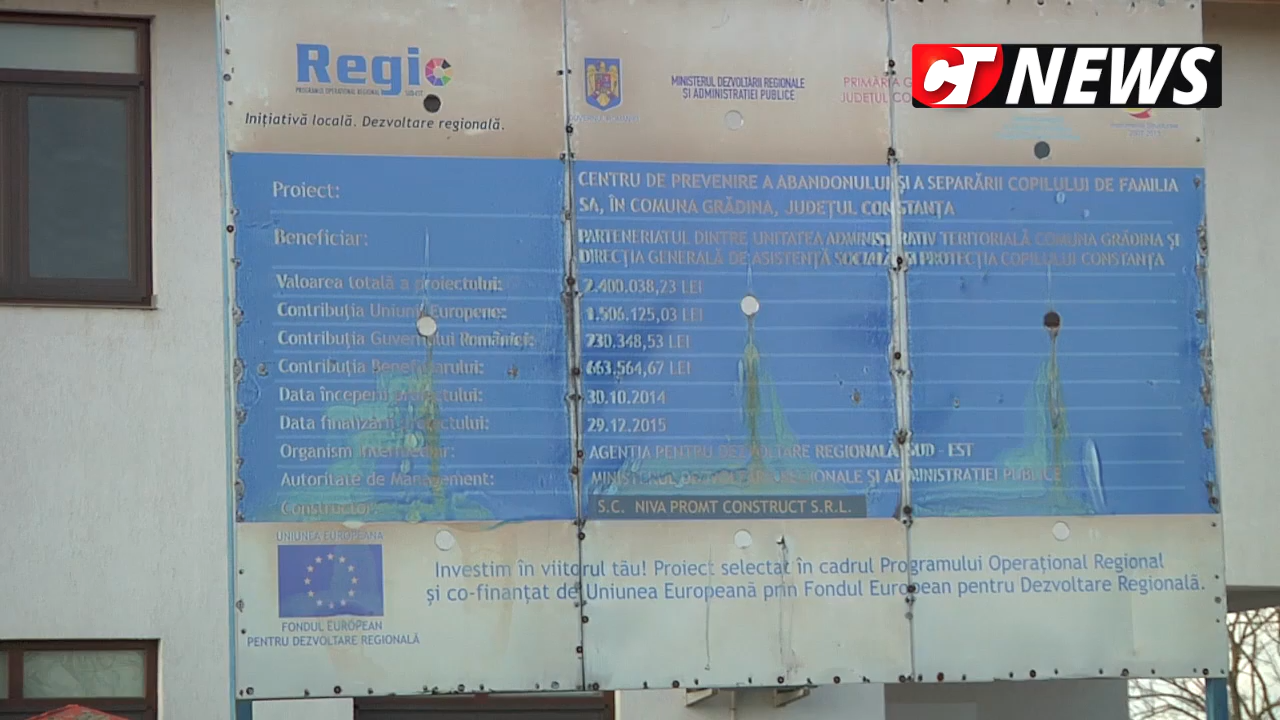 CT NEWS
Regio
PROGRAMUL OPERAȚIONAL REGIONAL
Inițiativă locală. Dezvoltare regională.
MINISTERUL DEZVOLTĂRII REGIONALE
ȘI ADMINISTRAȚIEI PUBLICE
PRIMĂRIA
JUDEȚUL
Proiect: CENTRU DE PREVENIRE A ABANDONULUI ȘI A SEPARĂRII COPILULUI DE FAMILIA
SA, ÎN COMUNA GRĂDINA, JUDEȚUL CONSTANȚA
Beneficiar: PARTENERIATUL DINTRE UNITATEA ADMINISTRATIV TERITORIALĂ COMUNA GRĂDINA ȘI
DIRECȚIA GENERALĂ DE ASISTENȚĂ SOCIALĂ ȘI PROTECȚIA COPILULUI CONSTANȚA
Valoarea totală a proiectului: 2.400.038,23 LEI
Contribuția Uniunii Europene: 1.506.125,03 LEI
Contribuția Guvernului României: 230.348,53 LEI
Contribuția Beneficiarului: 663.564,67 LEI
Data începerii proiectului: 30.10.2014
Data finalizării proiectului: 29.12.2015
Organism Intermediar: AGENȚIA PENTRU DEZVOLTARE REGIONALĂ SUD - EST
Autoritate de Management: MINISTERUL DEZVOLTĂRII REGIONALE ȘI ADMINISTRAȚIEI PUBLICE
Constructor: S.C. NIVA PROMT CONSTRUCT S.R.L.
UNIUNEA EUROPEANĂ
FONDUL EUROPEAN
PENTRU DEZVOLTARE REGIONALĂ
Investim în viitorul tău! Proiect selectat în cadrul Programului Operațional Regional
și co-finanțat de Uniunea Europeană prin Fondul European pentru Dezvoltare Regională.